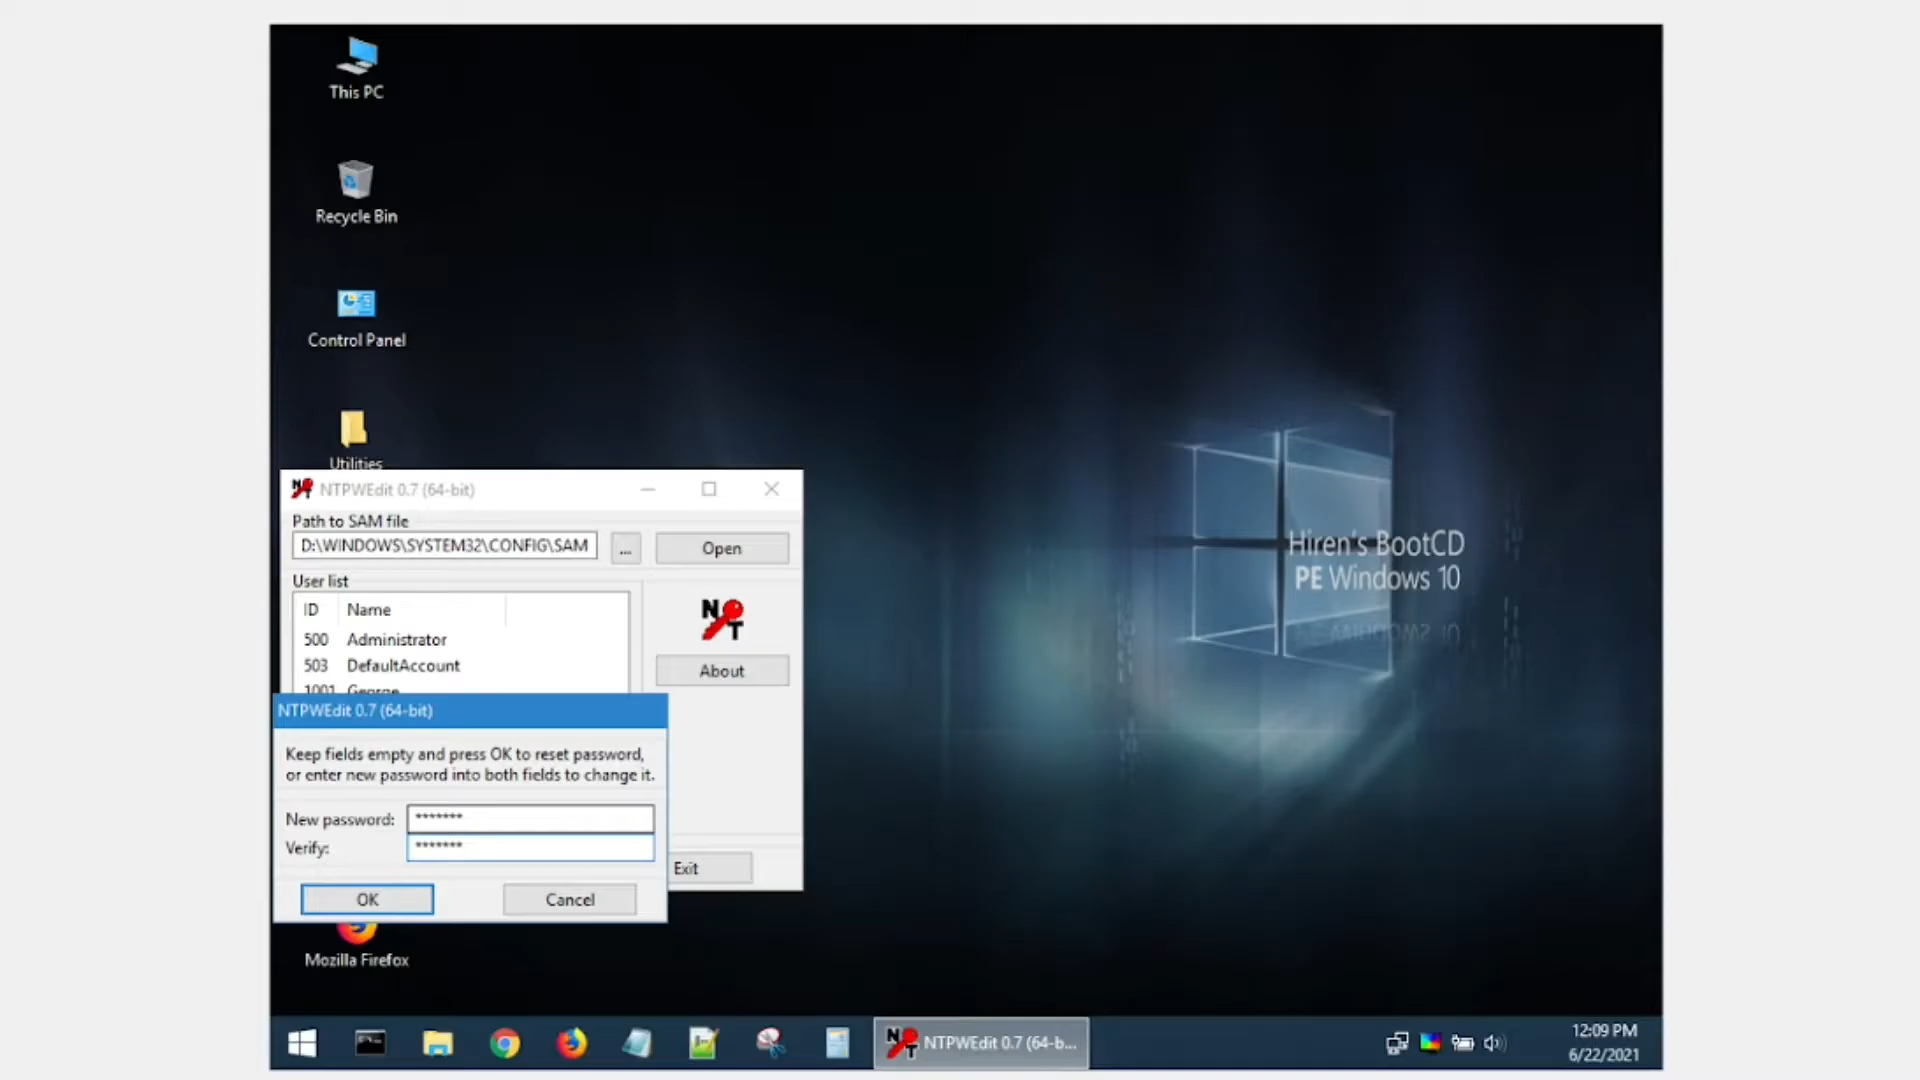 This PC
Recycle Bin
Control Panel
Utilities
NTPWEdit 0.7 (64-bit)
Path to SAM file
D:\WINDOWS\SYSTEM32\CONFIG\SAM
...
Open
User list
ID Name
500 Administrator
503 DefaultAccount
1001 George
NT
About
NTPWEdit 0.7 (64-bit)
Keep fields empty and press OK to reset password,
or enter new password into both fields to change it.
New password: *******
Verify: *******
OK
Cancel
Exit
Mozilla Firefox
Hiren's BootCD
PE Windows 10
NTPWEdit 0.7 (64-b...
12:09 PM
6/22/2021